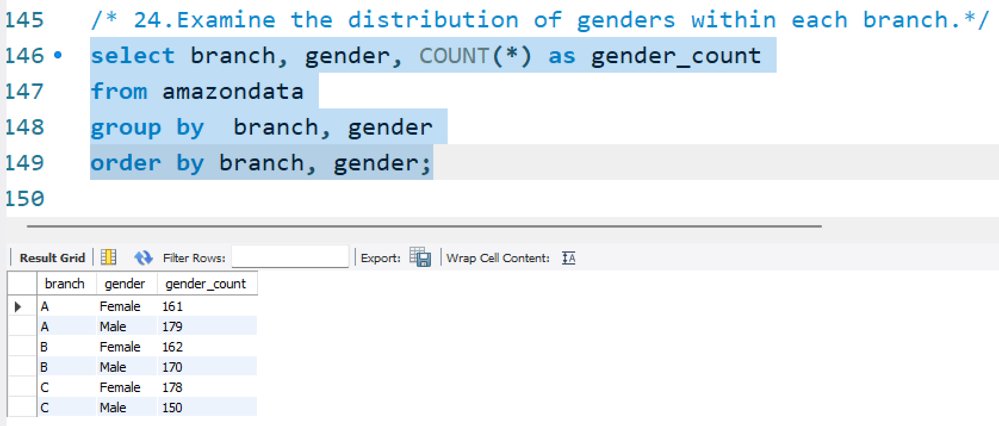 145 /* 24.Examine the distribution of genders within each branch.*/
146 select branch, gender, COUNT(*) as gender_count
147 from amazondata
148 group by  branch, gender
149 order by branch, gender;
150
Result Grid Filter Rows: Export: Wrap Cell Content: IA
branch gender gender_count
A Female 161
A Male 179
B Female 162
B Male 170
C Female 178
C Male 150